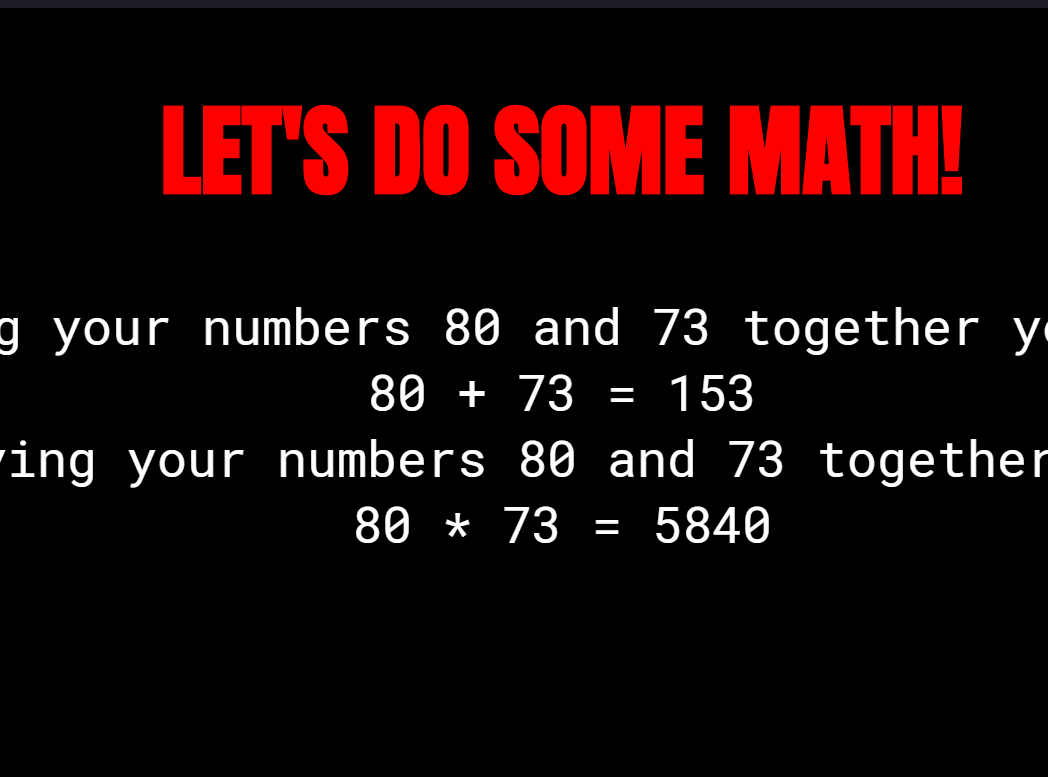 LET'S DO SOME MATH!
g your numbers 80 and 73 together y
80 + 73 = 153
ying your numbers 80 and 73 together
80 * 73 = 5840